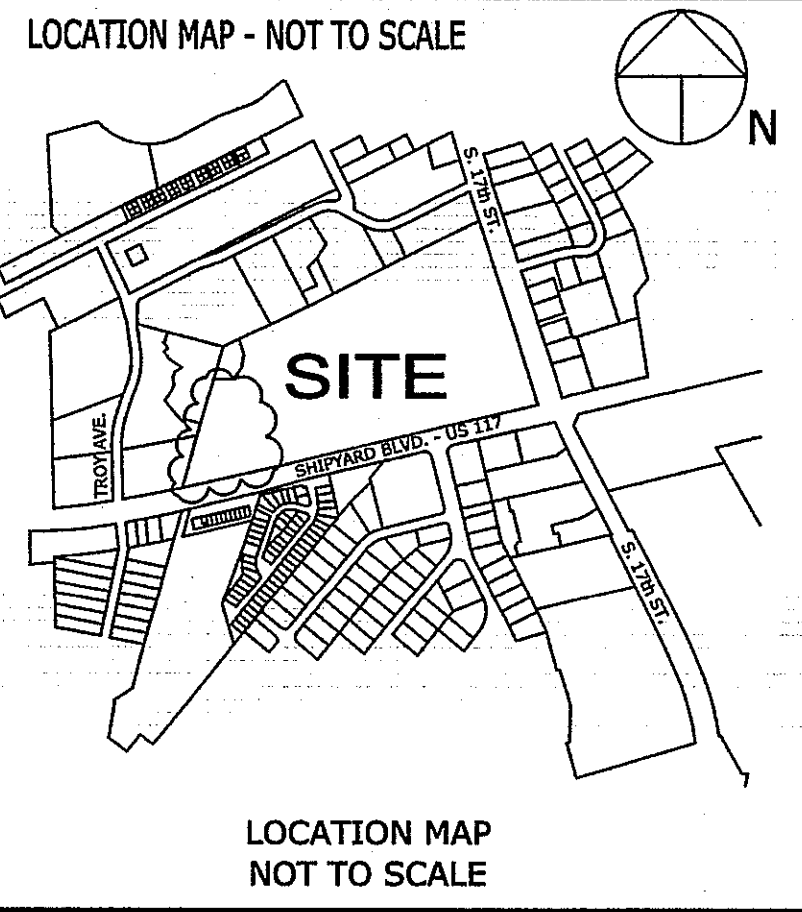 LOCATION MAP - NOT TO SCALE
N
S. 17th ST.
SITE
SHIPYARD BLVD. - US 117
TROY AVE.
S. 17th ST.
LOCATION MAP
NOT TO SCALE